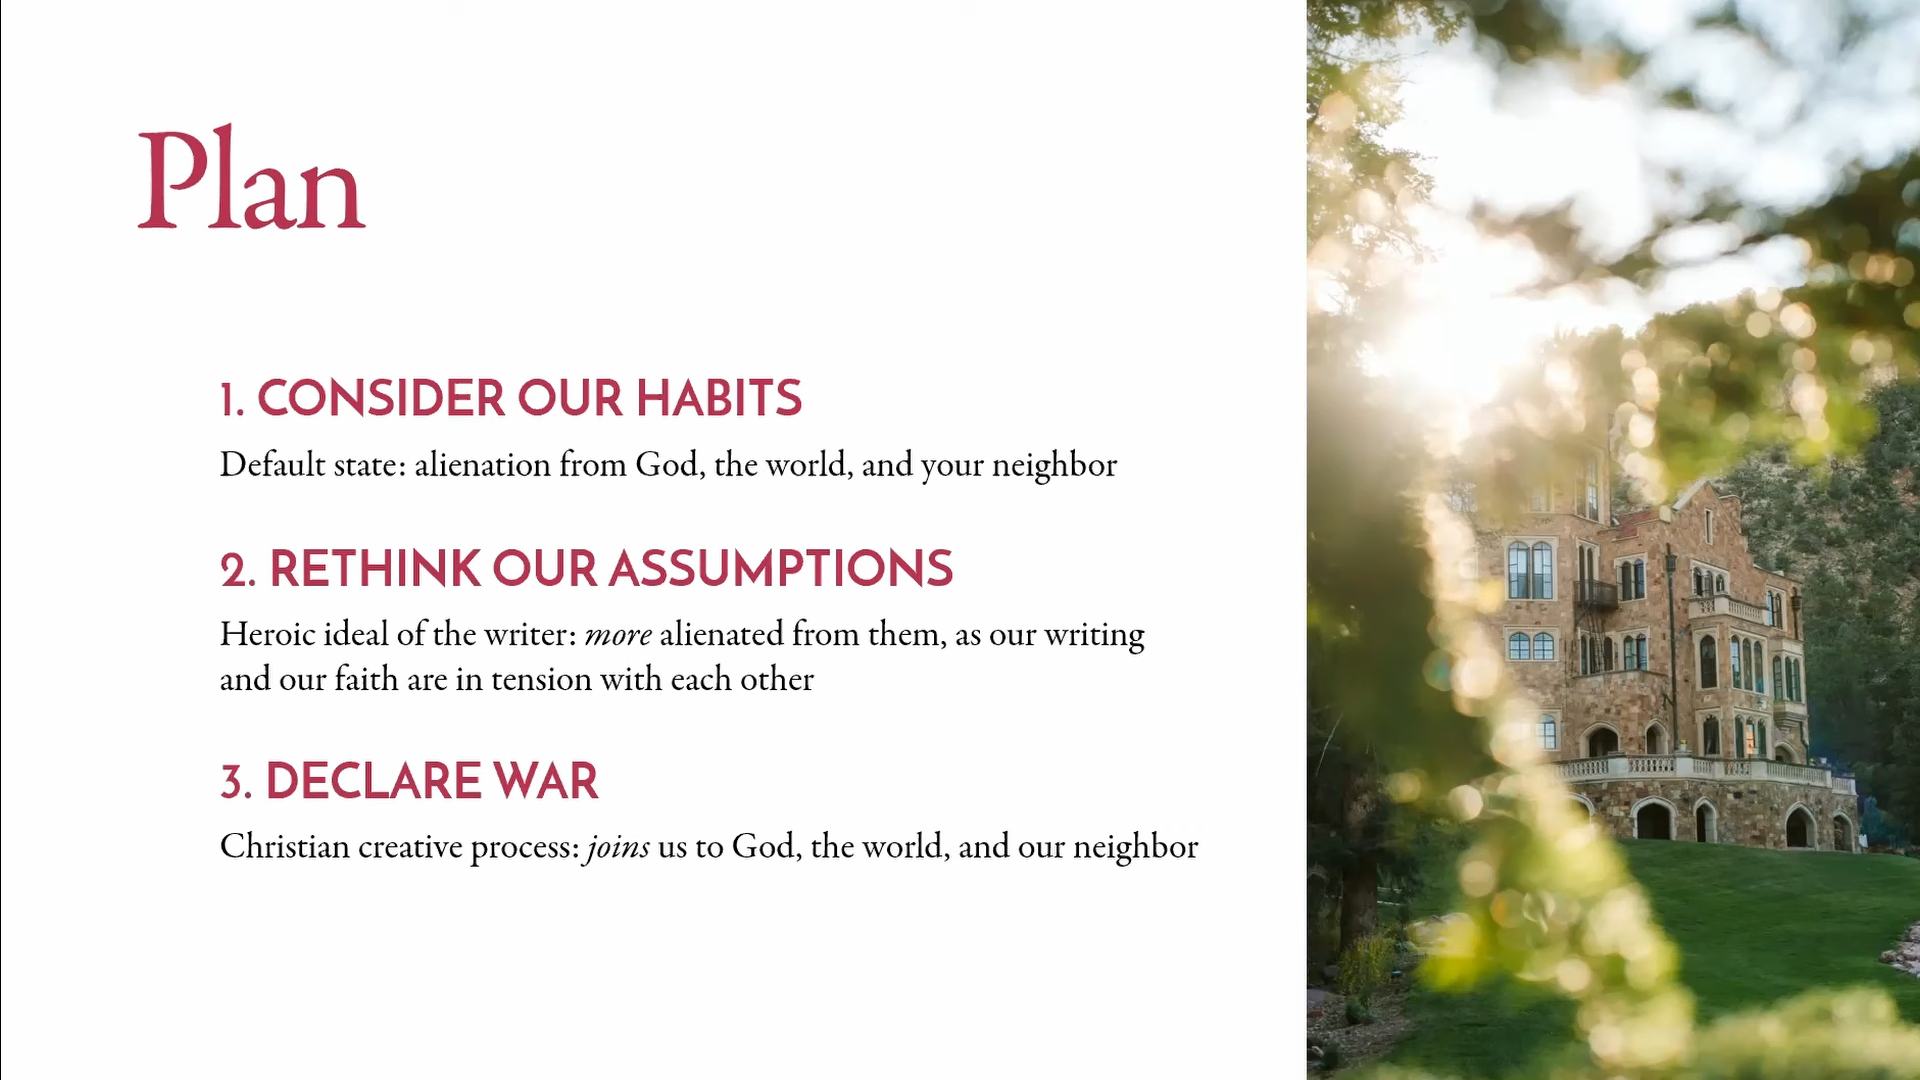 Plan
1. CONSIDER OUR HABITS
Default state: alienation from God, the world, and your neighbor
2. RETHINK OUR ASSUMPTIONS
Heroic ideal of the writer: more alienated from them, as our writing
and our faith are in tension with each other
3. DECLARE WAR
Christian creative process: joins us to God, the world, and our neighbor